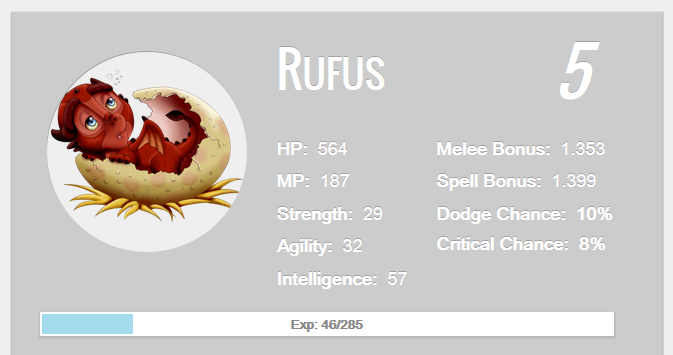 Rufus 5
HP: 564
MP: 187
Strength: 29
Agility: 32
Intelligence: 57
Melee Bonus: 1.353
Spell Bonus: 1.399
Dodge Chance: 10%
Critical Chance: 8%
Exp: 46/285